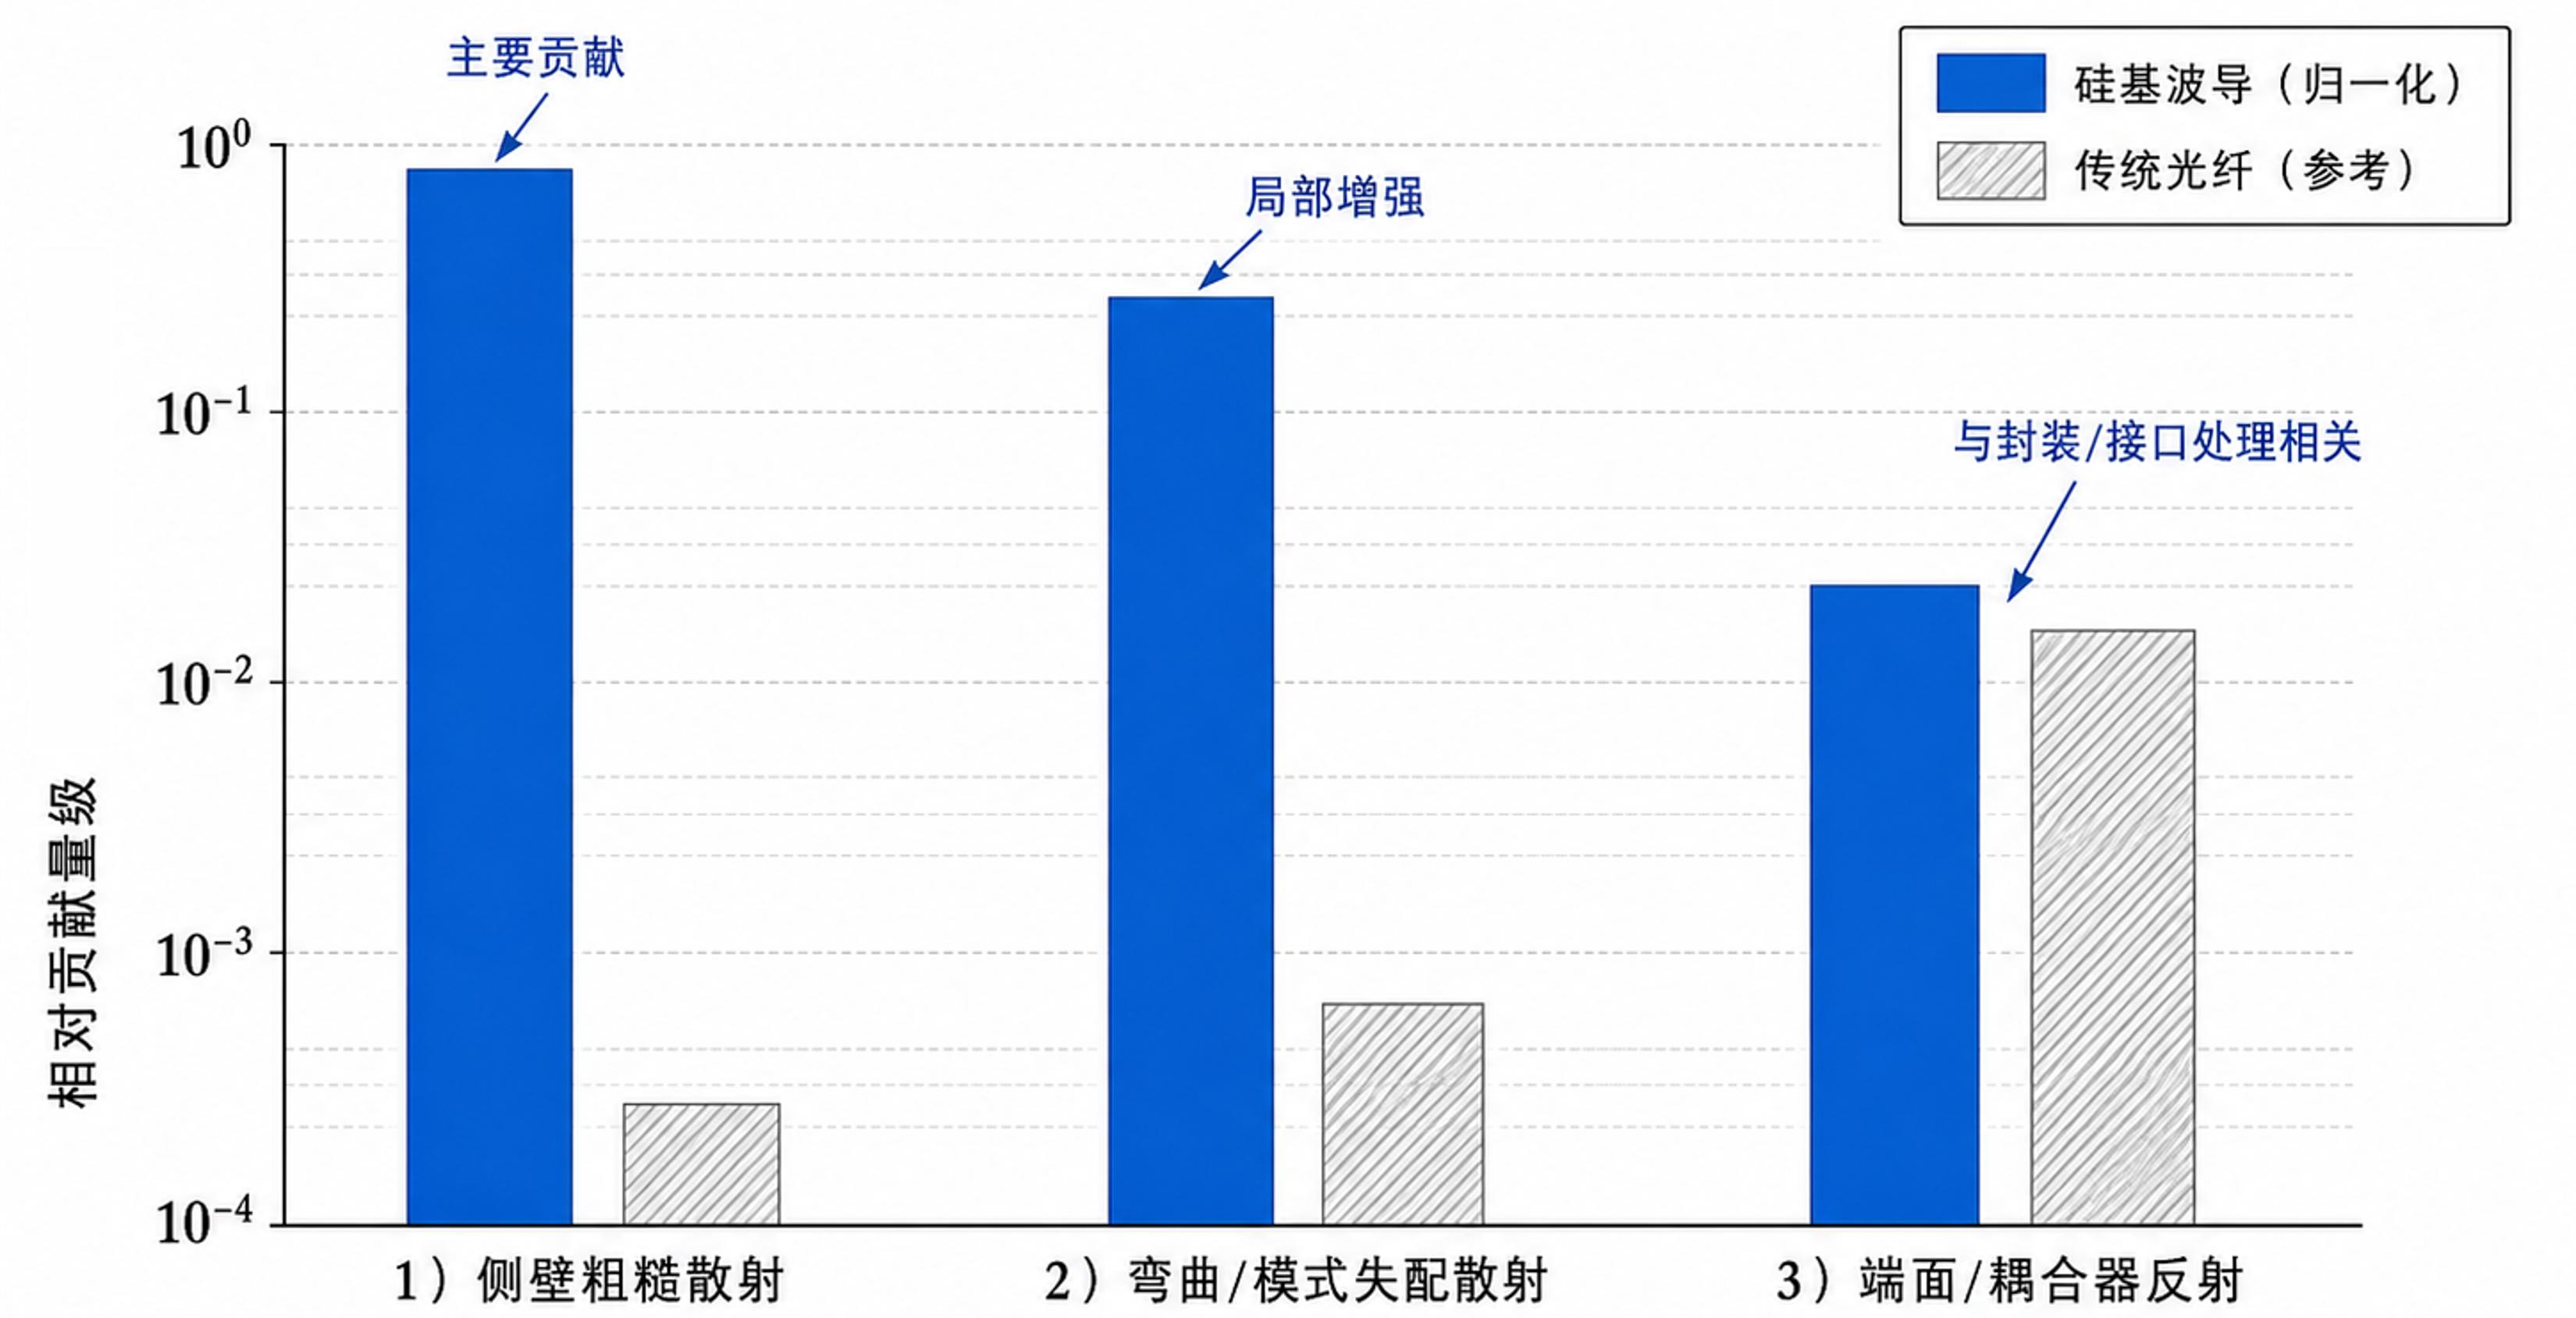 主要贡献
硅基波导（归一化）
传统光纤（参考）
局部增强
与封装/接口处理相关
10⁰
10⁻¹
10⁻²
10⁻³
10⁻⁴
相对贡献量级
1）侧壁粗糙散射
2）弯曲/模式失配散射
3）端面/耦合器反射